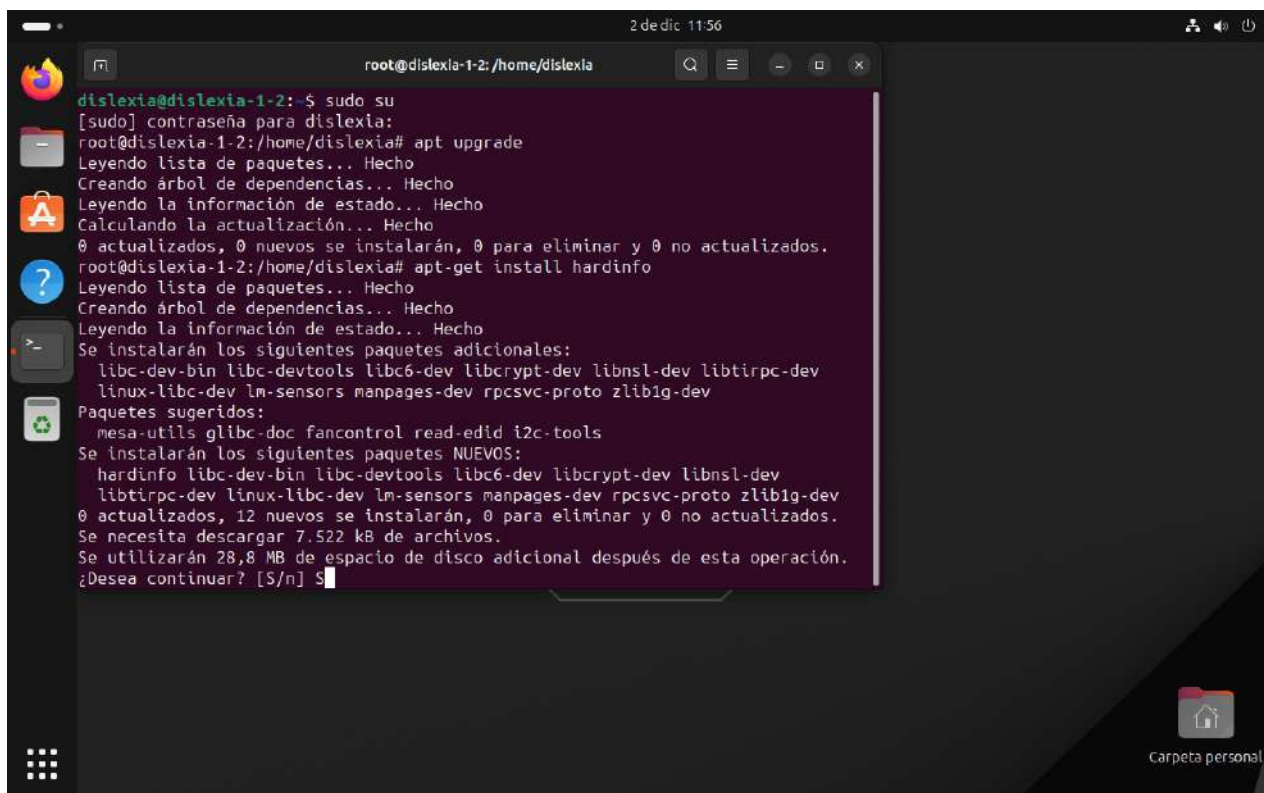 2 de dic 11:56
root@dislexia-1-2: /home/dislexia
dislexia@dislexia-1-2:~$ sudo su
[sudo] contraseña para dislexia:
root@dislexia-1-2:/home/dislexia# apt upgrade
Leyendo lista de paquetes... Hecho
Creando árbol de dependencias... Hecho
Leyendo la información de estado... Hecho
Calculando la actualización... Hecho
0 actualizados, 0 nuevos se instalarán, 0 para eliminar y 0 no actualizados.
root@dislexia-1-2:/home/dislexia# apt-get install hardinfo
Leyendo lista de paquetes... Hecho
Creando árbol de dependencias... Hecho
Leyendo la información de estado... Hecho
Se instalarán los siguientes paquetes adicionales:
libc-dev-bin libc-devtools libc6-dev libcrypt-dev libnsl-dev libtirpc-dev
linux-libc-dev lm-sensors manpages-dev rpcsvc-proto zlib1g-dev
Paquetes sugeridos:
mesa-utils glibc-doc fancontrol read-edid i2c-tools
Se instalarán los siguientes paquetes NUEVOS:
hardinfo libc-dev-bin libc-devtools libc6-dev libcrypt-dev libnsl-dev
libtirpc-dev linux-libc-dev lm-sensors manpages-dev rpcsvc-proto zlib1g-dev
0 actualizados, 12 nuevos se instalarán, 0 para eliminar y 0 no actualizados.
Se necesita descargar 7.522 kB de archivos.
Se utilizarán 28,8 MB de espacio de disco adicional después de esta operación.
¿Desea continuar? [S/n] S
Carpeta personal